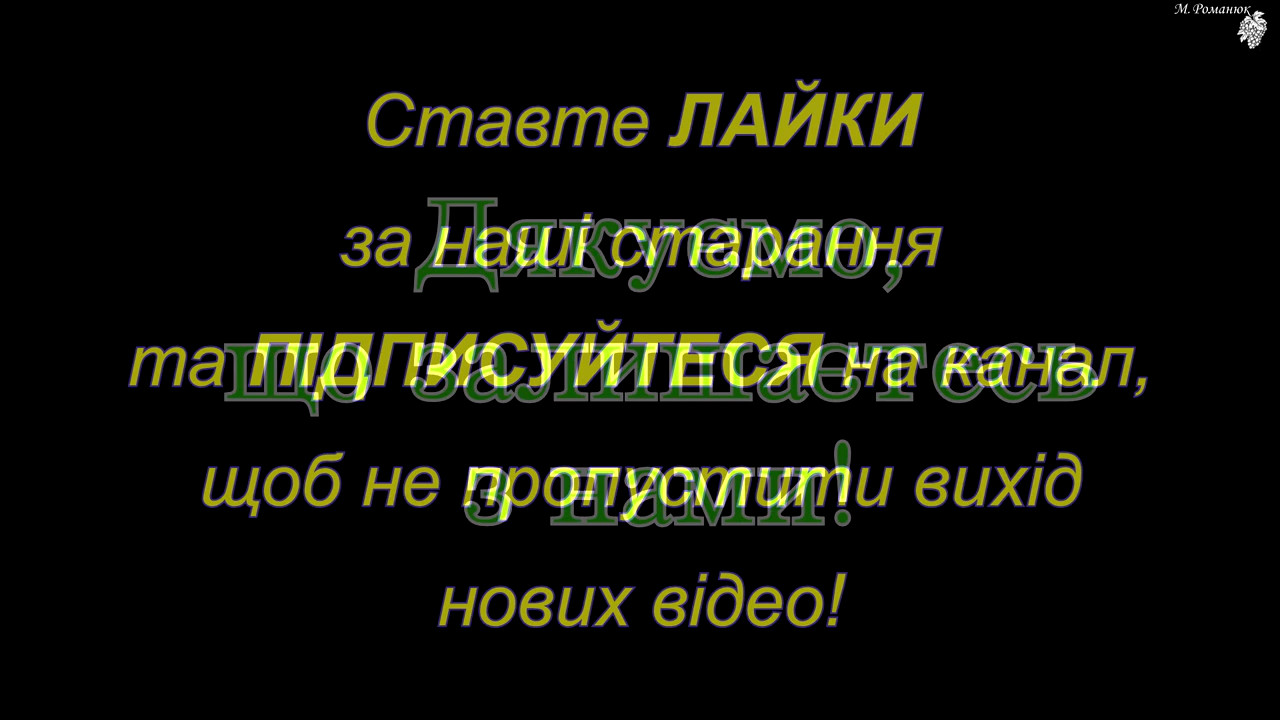 М. Романюк
Ставте ЛАЙКИ
за наші старання
та ПІДПИСУЙТЕСЯ на канал,
щоб не пропустити вихід
нових відео!
Дякуємо,
що залишаєтесь
з нами!